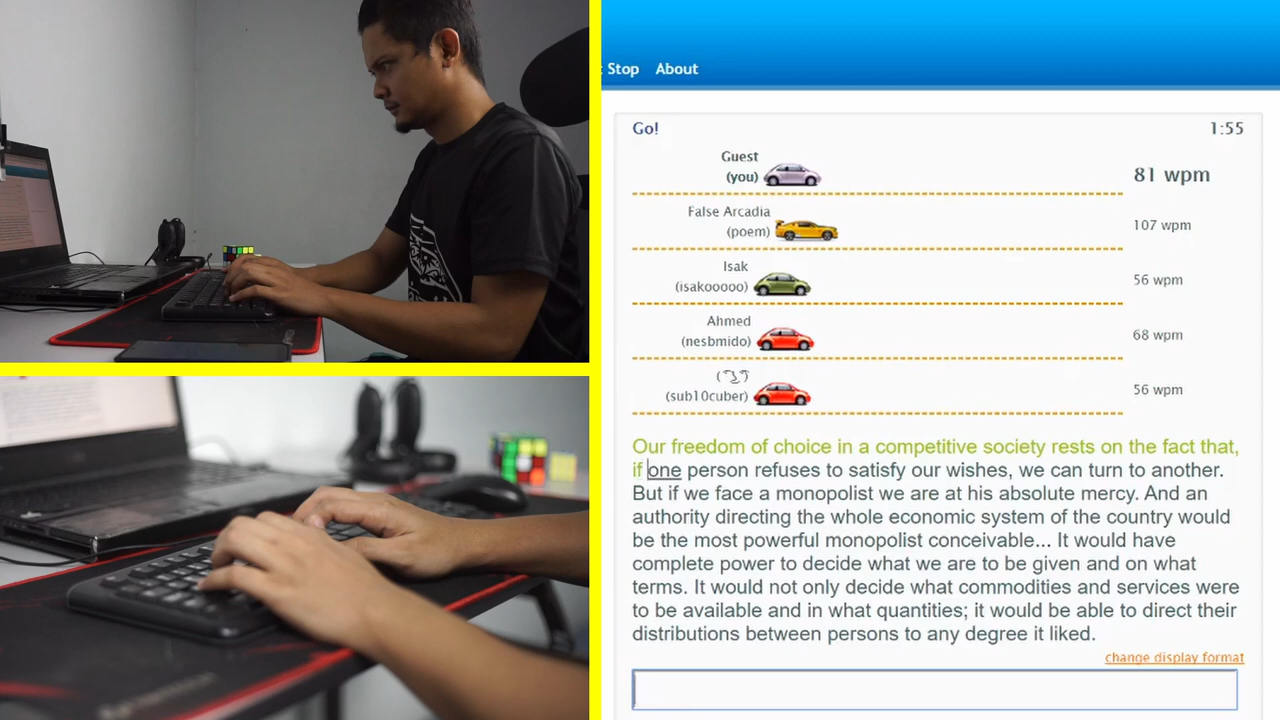 Stop About
Go! 1:55
Guest
(you)
81 wpm
False Arcadia
(poem)
107 wpm
Isak
(isakooooo)
56 wpm
Ahmed
(nesbmido)
68 wpm
( ͡° ͜ʖ ͡°)
(sub10cuber)
56 wpm
Our freedom of choice in a competitive society rests on the fact that,
if one person refuses to satisfy our wishes, we can turn to another.
But if we face a monopolist we are at his absolute mercy. And an
authority directing the whole economic system of the country would
be the most powerful monopolist conceivable... It would have
complete power to decide what we are to be given and on what
terms. It would not only decide what commodities and services were
to be available and in what quantities; it would be able to direct their
distributions between persons to any degree it liked.
change display format